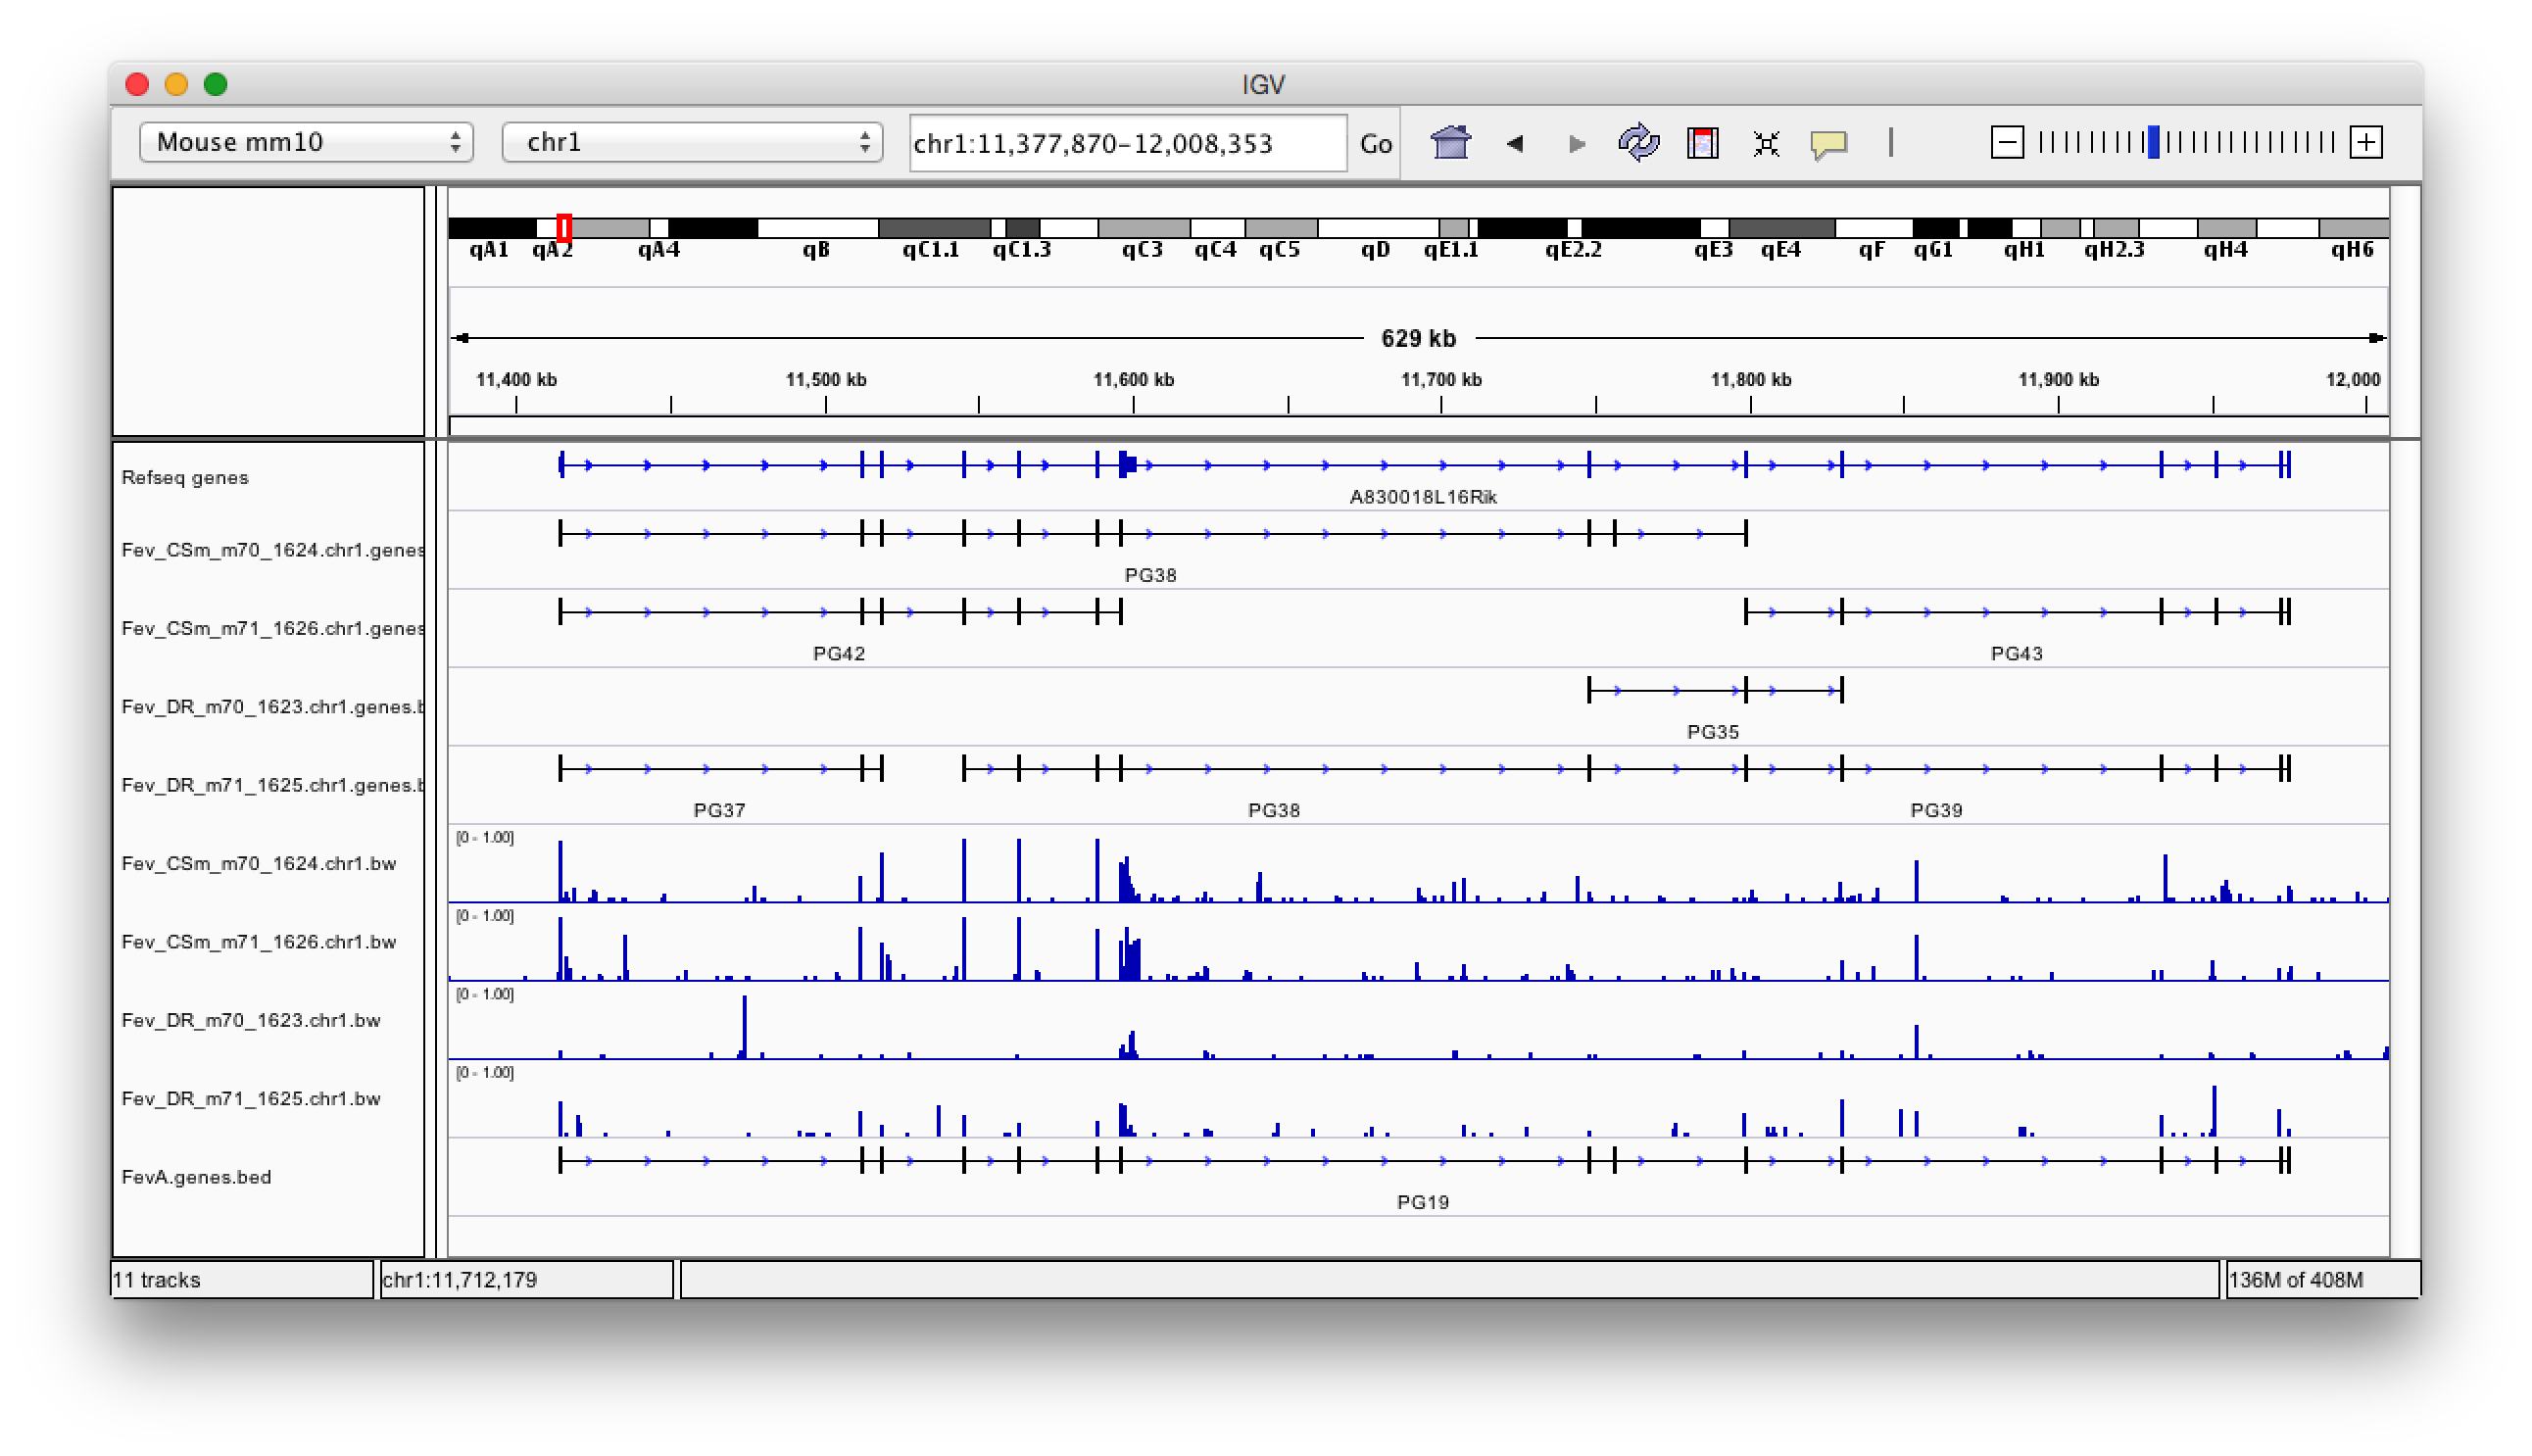 IGV
Mouse mm10 chr1 chr1:11,377,870-12,008,353 Go
qA1 qA2 qA4 qB qC1.1 qC1.3 qC3 qC4 qC5 qD qE1.1 qE2.2 qE3 qE4 qF qG1 qH1 qH2.3 qH4 qH6
629 kb
11,400 kb 11,500 kb 11,600 kb 11,700 kb 11,800 kb 11,900 kb 12,000
Refseq genes
A830018L16Rik
Fev_CSm_m70_1624.chr1.genes
PG38
Fev_CSm_m71_1626.chr1.genes
PG42 PG43
Fev_DR_m70_1623.chr1.genes.b
PG35
Fev_DR_m71_1625.chr1.genes.b
PG37 PG38 PG39
[0 - 1.00]
Fev_CSm_m70_1624.chr1.bw
[0 - 1.00]
Fev_CSm_m71_1626.chr1.bw
[0 - 1.00]
Fev_DR_m70_1623.chr1.bw
[0 - 1.00]
Fev_DR_m71_1625.chr1.bw
FevA.genes.bed
PG19
11 tracks chr1:11,712,179 136M of 408M